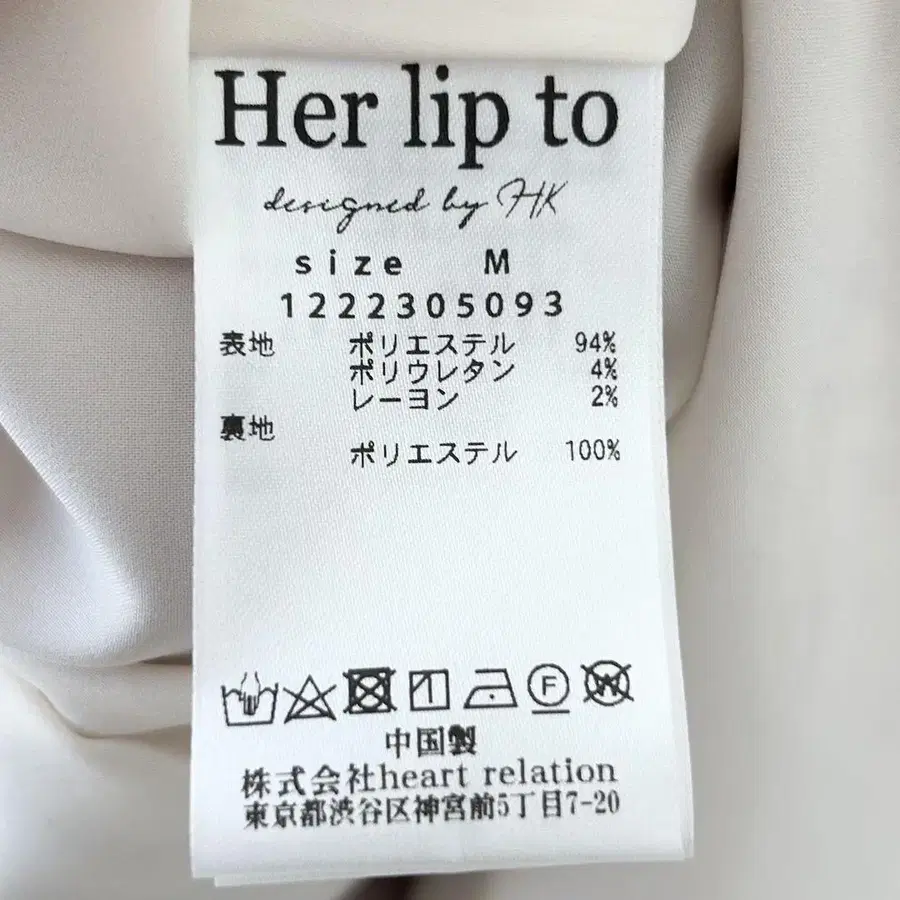 Her lip to
designed by HK
size M
1222305093
表地 ポリエステル 94%
ポリウレタン 4%
レーヨン 2%
裏地
ポリエステル 100%
中国製
株式会社heart relation
東京都渋谷区神宮前5丁目7-20